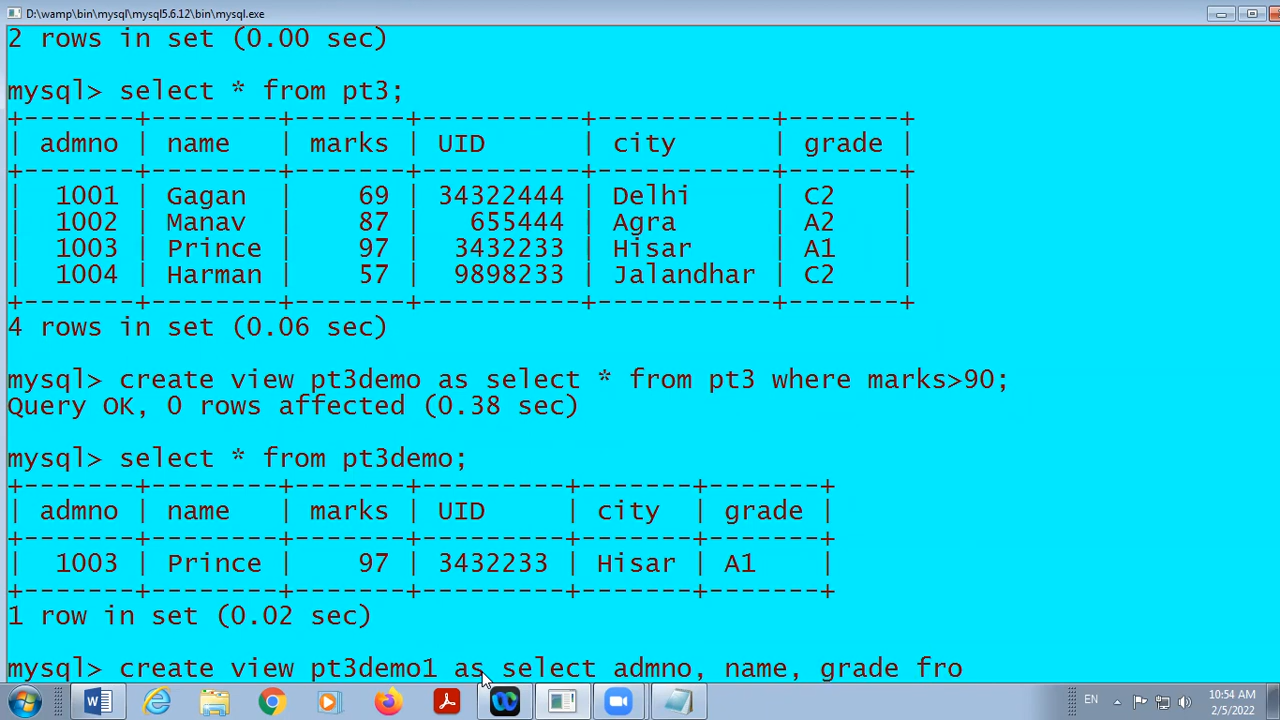 D:\wamp\bin\mysql\mysql5.6.12\bin\mysql.exe
2 rows in set (0.00 sec)
mysql> select * from pt3;
+-------+--------+-------+----------+-----------+-------+
| admno | name   | marks | UID      | city      | grade |
+-------+--------+-------+----------+-----------+-------+
|  1001 | Gagan  |    69 | 34322444 | Delhi     | C2    |
|  1002 | Manav  |    87 |   655444 | Agra      | A2    |
|  1003 | Prince |    97 |  3432233 | Hisar     | A1    |
|  1004 | Harman |    57 |  9898233 | Jalandhar | C2    |
+-------+--------+-------+----------+-----------+-------+
4 rows in set (0.06 sec)
mysql> create view pt3demo as select * from pt3 where marks>90;
Query OK, 0 rows affected (0.38 sec)
mysql> select * from pt3demo;
+-------+--------+-------+---------+-------+-------+
| admno | name   | marks | UID     | city  | grade |
+-------+--------+-------+---------+-------+-------+
|  1003 | Prince |    97 | 3432233 | Hisar | A1    |
+-------+--------+-------+---------+-------+-------+
1 row in set (0.02 sec)
mysql> create view pt3demo1 as select admno, name, grade fro
EN
10:54 AM
2/5/2022